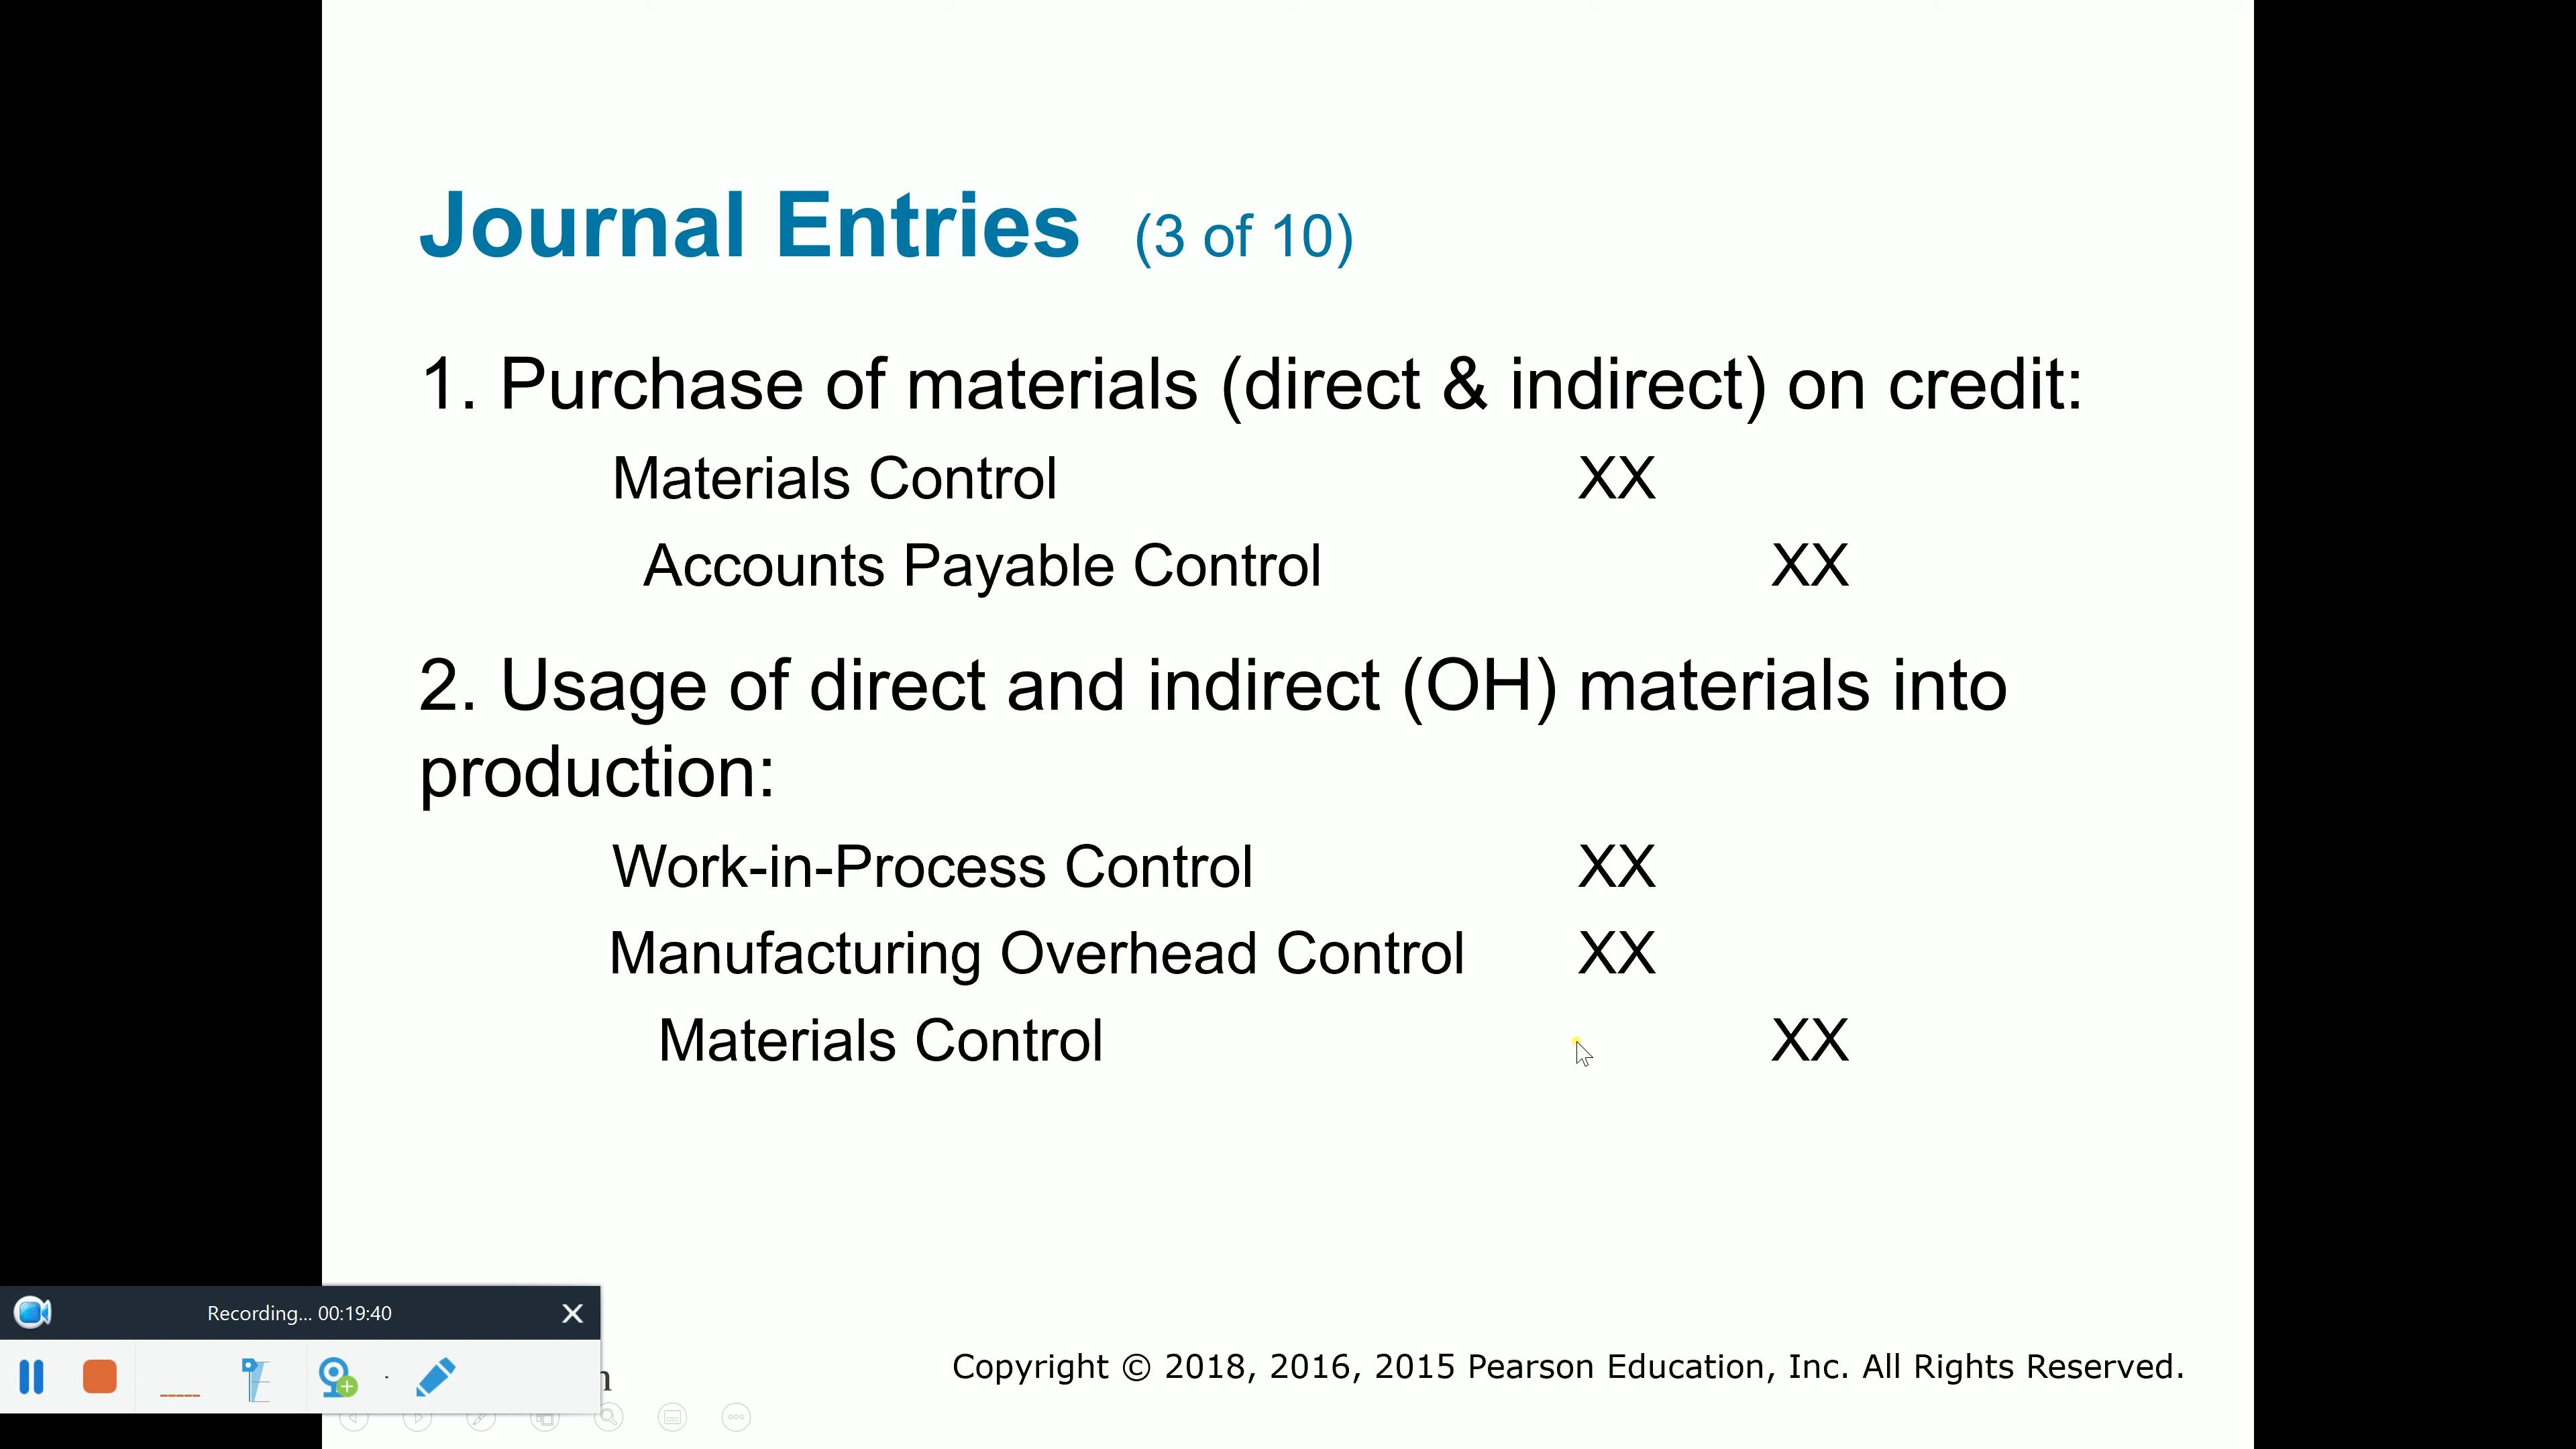 Journal Entries (3 of 10)
1. Purchase of materials (direct & indirect) on credit:
Materials Control XX
Accounts Payable Control XX
2. Usage of direct and indirect (OH) materials into
production:
Work-in-Process Control XX
Manufacturing Overhead Control XX
Materials Control XX
Recording... 00:19:40
Copyright © 2018, 2016, 2015 Pearson Education, Inc. All Rights Reserved.